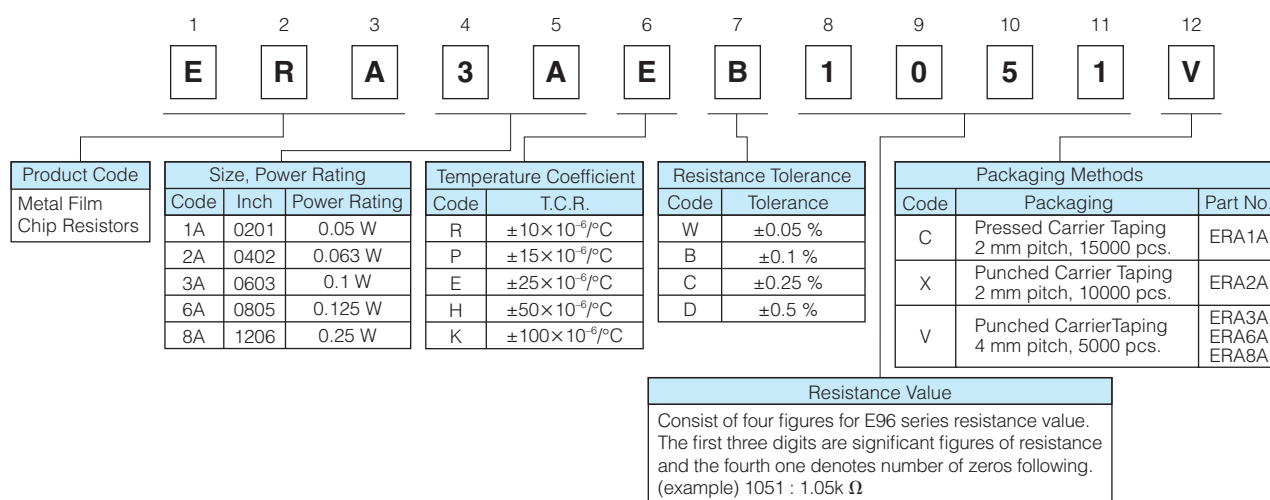 1 2 3 4 5 6 7 8 9 10 11 12
E R A 3 A E B 1 0 5 1 V
Product Code
Metal Film
Chip Resistors
Size, Power Rating
Code Inch Power Rating
1A 0201 0.05 W
2A 0402 0.063 W
3A 0603 0.1 W
6A 0805 0.125 W
8A 1206 0.25 W
Temperature Coefficient
Code T.C.R.
R ±10×10⁻⁶/°C
P ±15×10⁻⁶/°C
E ±25×10⁻⁶/°C
H ±50×10⁻⁶/°C
K ±100×10⁻⁶/°C
Resistance Tolerance
Code Tolerance
W ±0.05 %
B ±0.1 %
C ±0.25 %
D ±0.5 %
Packaging Methods
Code Packaging Part No.
C Pressed Carrier Taping
2 mm pitch, 15000 pcs. ERA1A
X Punched Carrier Taping
2 mm pitch, 10000 pcs. ERA2A
V Punched CarrierTaping
4 mm pitch, 5000 pcs.
ERA3A
ERA6A
ERA8A
Resistance Value
Consist of four figures for E96 series resistance value.
The first three digits are significant figures of resistance
and the fourth one denotes number of zeros following.
(example) 1051 : 1.05k Ω